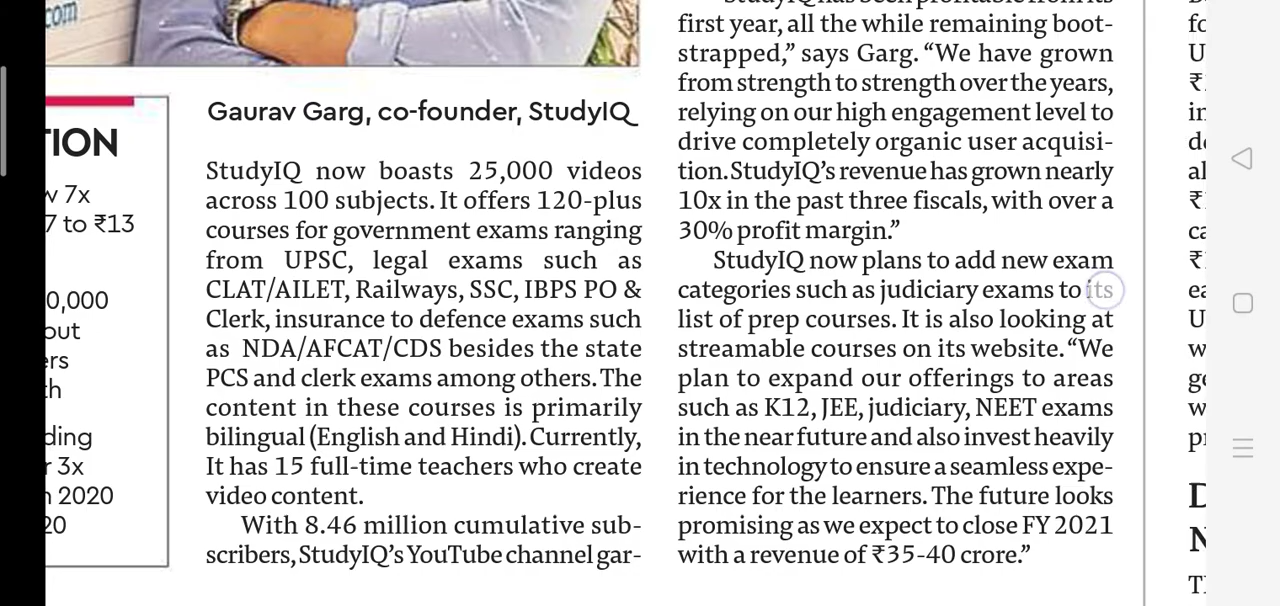 com
TION
7x
7 to ₹13
0,000
out
ers
th
ding
r 3x
n 2020
20
Gaurav Garg, co-founder, StudyIQ
StudyIQ now boasts 25,000 videos
across 100 subjects. It offers 120-plus
courses for government exams ranging
from UPSC, legal exams such as
CLAT/AILET, Railways, SSC, IBPS PO &
Clerk, insurance to defence exams such
as NDA/AFCAT/CDS besides the state
PCS and clerk exams among others. The
content in these courses is primarily
bilingual (English and Hindi). Currently,
It has 15 full-time teachers who create
video content.
With 8.46 million cumulative sub-
scribers, StudyIQ's YouTube channel gar-
first year, all the while remaining boot-
strapped,” says Garg. “We have grown
from strength to strength over the years,
relying on our high engagement level to
drive completely organic user acquisi-
tion. StudyIQ's revenue has grown nearly
10x in the past three fiscals, with over a
30% profit margin.”
StudyIQ now plans to add new exam
categories such as judiciary exams to its
list of prep courses. It is also looking at
streamable courses on its website. “We
plan to expand our offerings to areas
such as K12, JEE, judiciary, NEET exams
in the near future and also invest heavily
in technology to ensure a seamless expe-
rience for the learners. The future looks
promising as we expect to close FY 2021
with a revenue of ₹35-40 crore.”